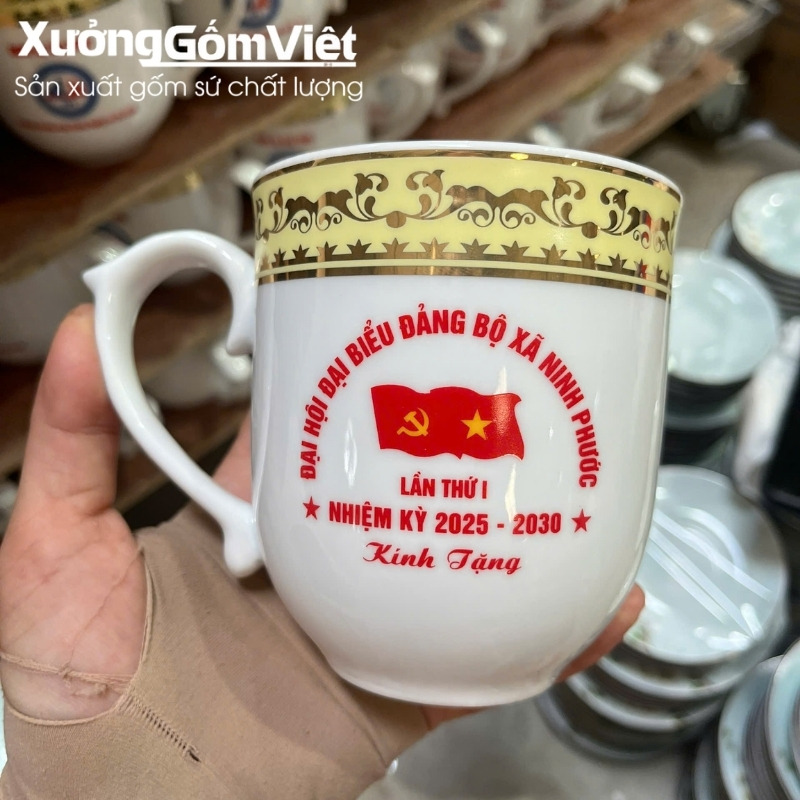 XưởngGốmViệt
Sản xuất gốm sứ chất lượng
ĐẠI HỘI ĐẠI BIỂU ĐẢNG BỘ XÃ NINH PHƯỚC
LẦN THỨ I
★ NHIỆM KỲ 2025 - 2030 ★
Kính Tặng